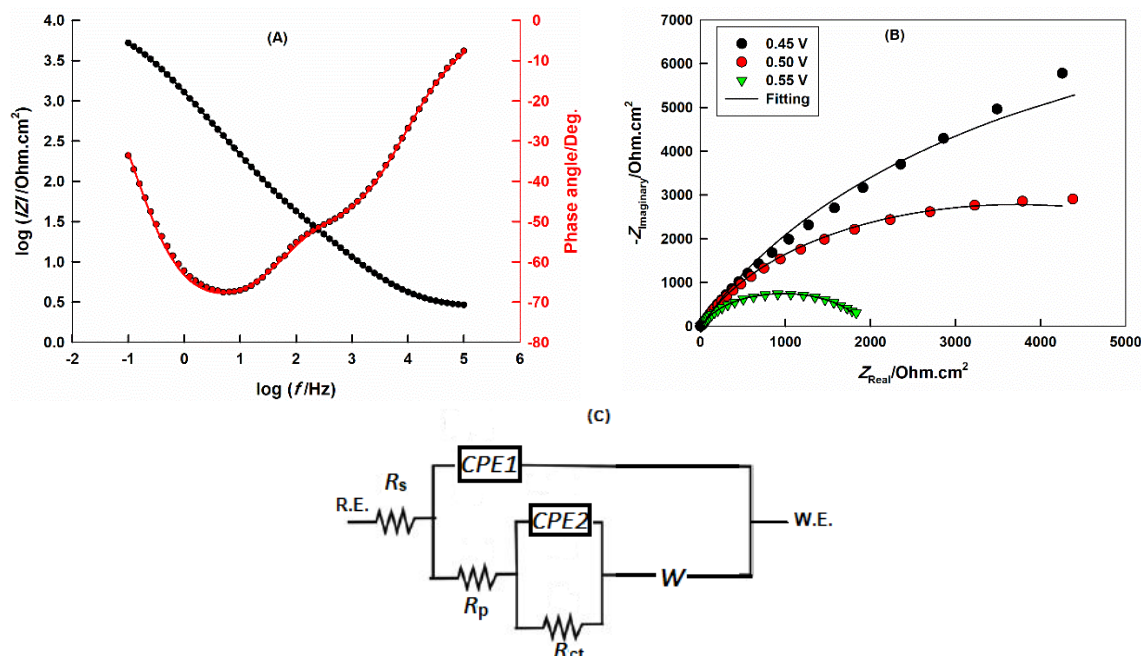 (A)
log (/Z//Ohm.cm²)
4.0
3.5
3.0
2.5
2.0
1.5
1.0
0.5
0.0
-2 -1 0 1 2 3 4 5 6
log (f/Hz)
0
-10
-20
-30
-40
-50
-60
-70
-80
Phase angle/Deg.
(B)
0.45 V
0.50 V
0.55 V
Fitting
-Z Imaginary/Ohm.cm²
7000
6000
5000
4000
3000
2000
1000
0
0 1000 2000 3000 4000 5000
Z Real/Ohm.cm²
(C)
CPE1
Rs
R.E.
CPE2
W.E.
W
Rp
Rct